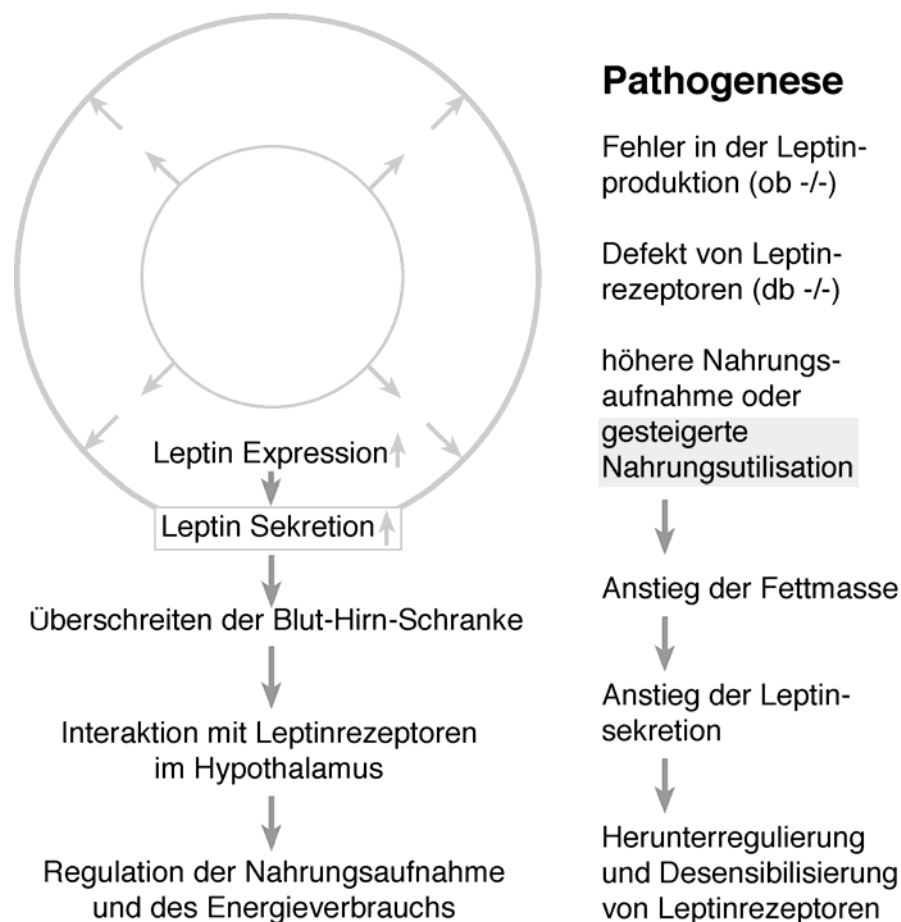 Leptin Expression
Leptin Sekretion
Überschreiten der Blut-Hirn-Schranke
Interaktion mit Leptinrezeptoren
im Hypothalamus
Regulation der Nahrungsaufnahme
und des Energieverbrauchs
Pathogenese
Fehler in der Leptin-
produktion (ob -/-)
Defekt von Leptin-
rezeptoren (db -/-)
höhere Nahrungs-
aufnahme oder
gesteigerte
Nahrungsutilisation
Anstieg der Fettmasse
Anstieg der Leptin-
sekretion
Herunterregulierung
und Desensibilisierung
von Leptinrezeptoren